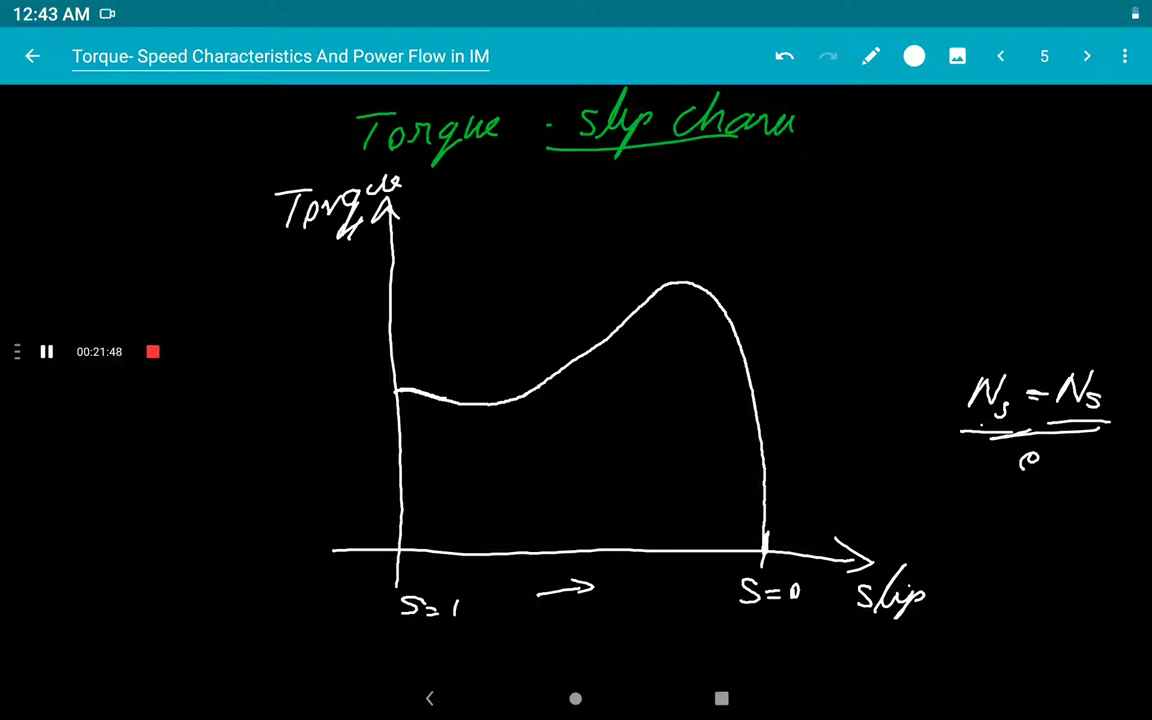 12:43 AM
Torque- Speed Characteristics And Power Flow in IM
5
Torque - slip chara
Torque
00:21:48
Ns = Ns
S=1
S=0
slip